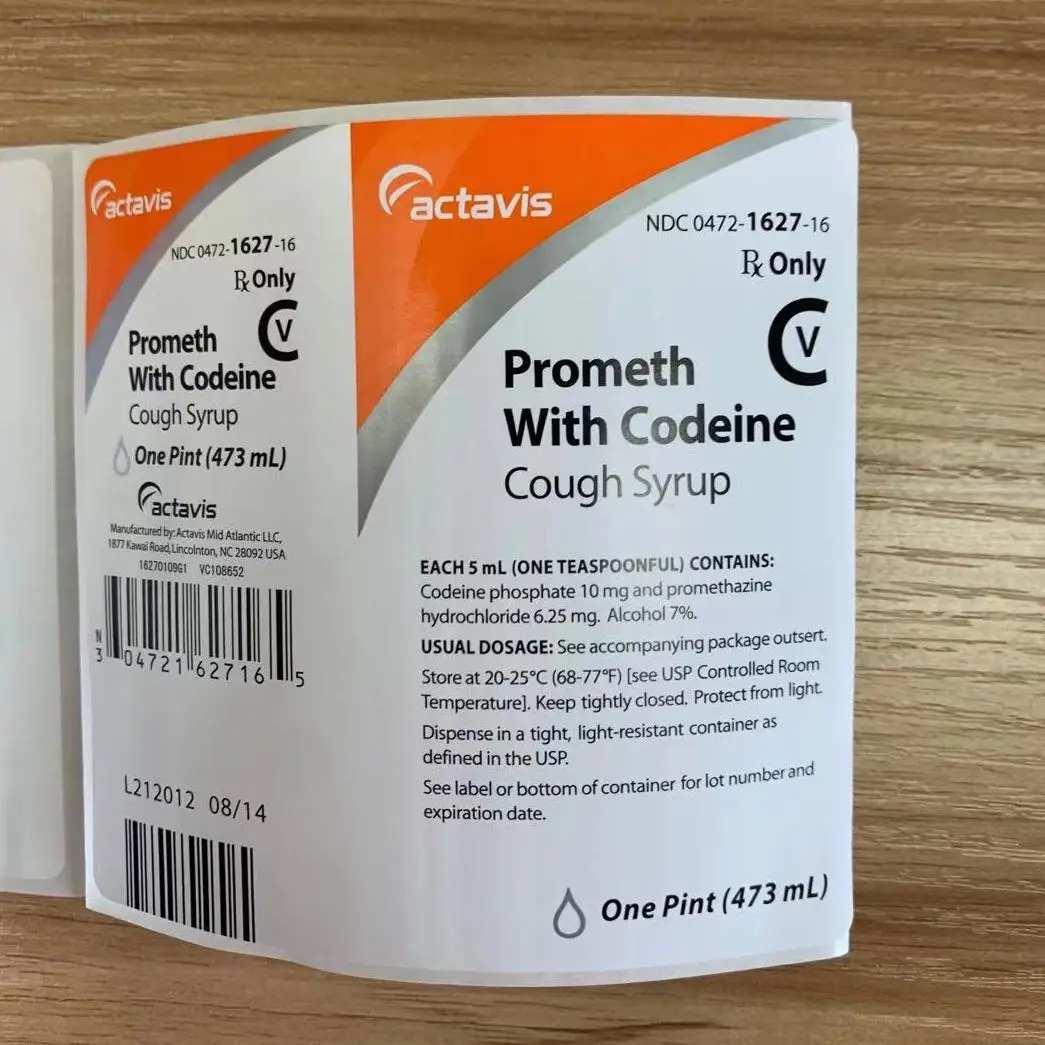 actavis
NDC 0472-1627-16
Rx Only
CV
Prometh
With Codeine
Cough Syrup
One Pint (473 mL)
actavis
Manufactured by: Actavis Mid Atlantic LLC,
1877 Kawai Road, Lincolnton, NC 28092 USA
16270109G1 VC108652
N
3 04721 62716 5
L212012 08/14
actavis
NDC 0472-1627-16
Rx Only
CV
Prometh
With Codeine
Cough Syrup
EACH 5 mL (ONE TEASPOONFUL) CONTAINS:
Codeine phosphate 10 mg and promethazine
hydrochloride 6.25 mg. Alcohol 7%.
USUAL DOSAGE: See accompanying package outsert.
Store at 20-25°C (68-77°F) [see USP Controlled Room
Temperature]. Keep tightly closed. Protect from light.
Dispense in a tight, light-resistant container as
defined in the USP.
See label or bottom of container for lot number and
expiration date.
One Pint (473 mL)